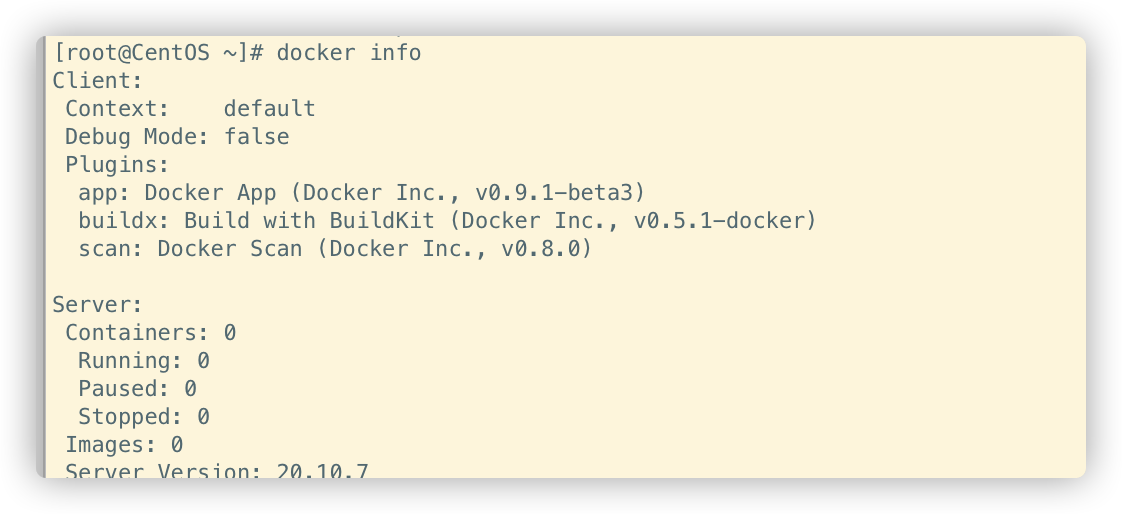 [root@CentOS ~]# docker info
Client:
 Context:    default
 Debug Mode: false
 Plugins:
  app: Docker App (Docker Inc., v0.9.1-beta3)
  buildx: Build with BuildKit (Docker Inc., v0.5.1-docker)
  scan: Docker Scan (Docker Inc., v0.8.0)

Server:
 Containers: 0
  Running: 0
  Paused: 0
  Stopped: 0
 Images: 0
 Server Version: 20.10.7